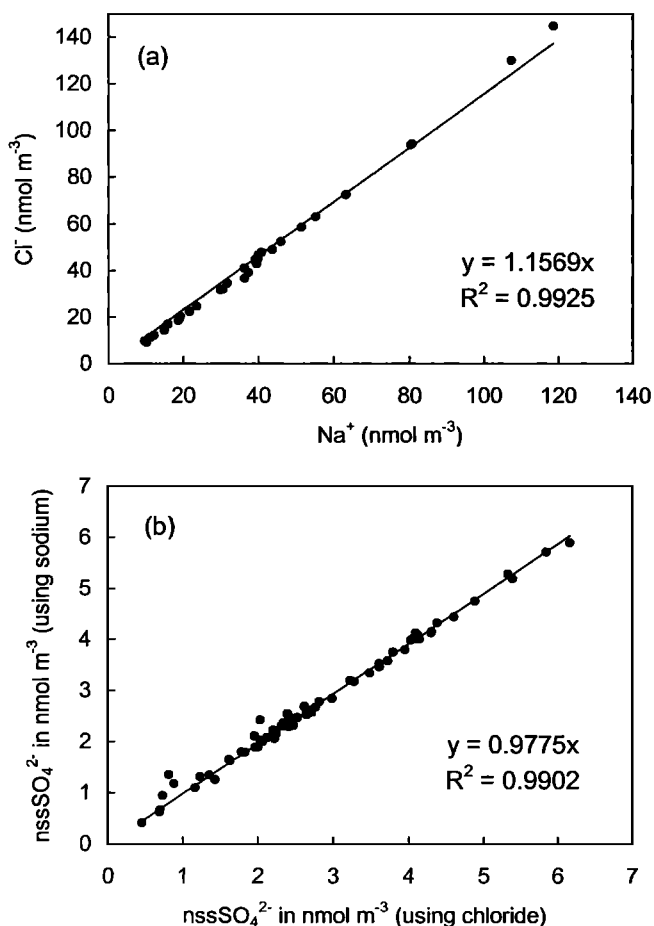 140
120
100
80
60
40
20
0
(a)
Cl⁻ (nmol m⁻³)
y = 1.1569x
R² = 0.9925
0 20 40 60 80 100 120 140
Na⁺ (nmol m⁻³)
7
6
5
4
3
2
1
0
(b)
nssSO₄²⁻ in nmol m⁻³ (using sodium)
y = 0.9775x
R² = 0.9902
0 1 2 3 4 5 6 7
nssSO₄²⁻ in nmol m⁻³ (using chloride)